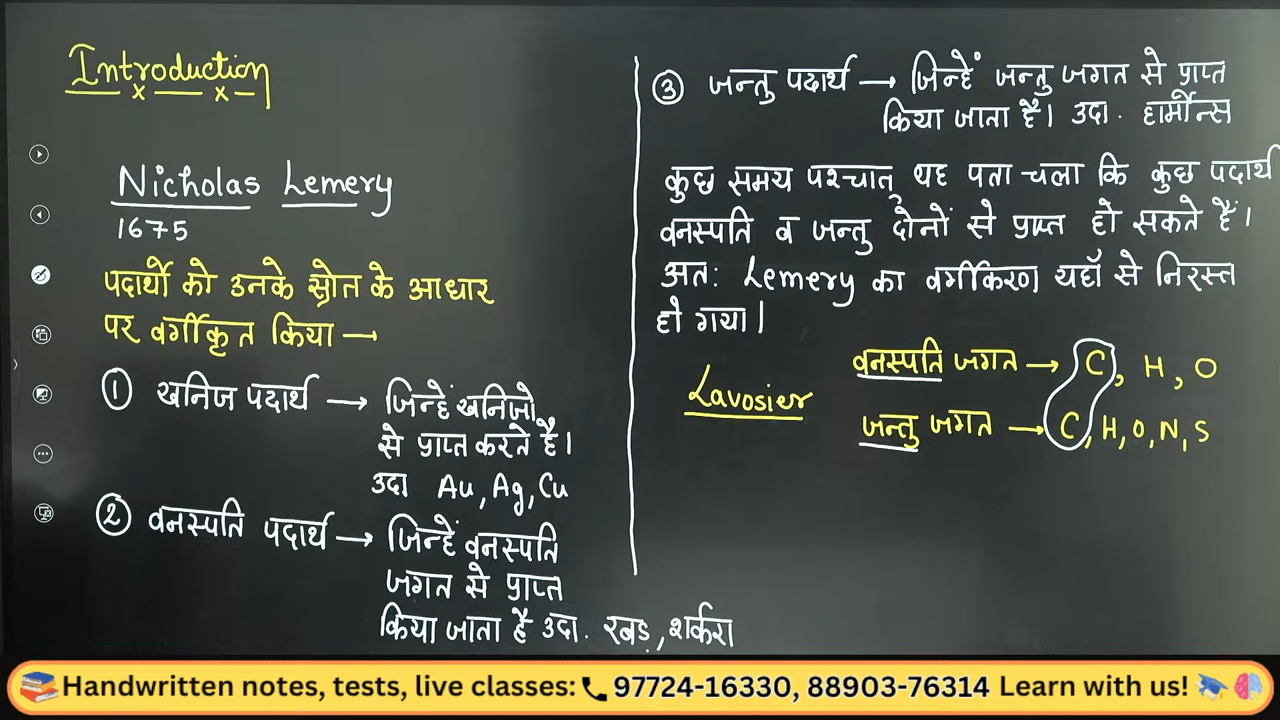 Introduction
Nicholas Lemery
1675
पदार्थो को उनके स्रोत के आधार
पर वर्गीकृत किया →
① खनिज पदार्थ → जिन्हें खनिजो
से प्राप्त करते है।
उदा Au, Ag, Cu
② वनस्पति पदार्थ → जिन्हें वनस्पति
जगत से प्राप्त
किया जाता है उदा. रबड़, शर्करा
③ जन्तु पदार्थ → जिन्हें जन्तु जगत से प्राप्त
किया जाता है। उदा. हार्मोन्स
कुछ समय पश्चात् यह पता चला कि कुछ पदार्थ
वनस्पति व जन्तु दोनों से प्राप्त हो सकते हैं।
अत: Lemery का वर्गीकरण यहाँ से निरस्त
हो गया।
Lavosier
वनस्पति जगत → C, H, O
जन्तु जगत → C, H, O, N, S
Handwritten notes, tests, live classes: 97724-16330, 88903-76314 Learn with us!